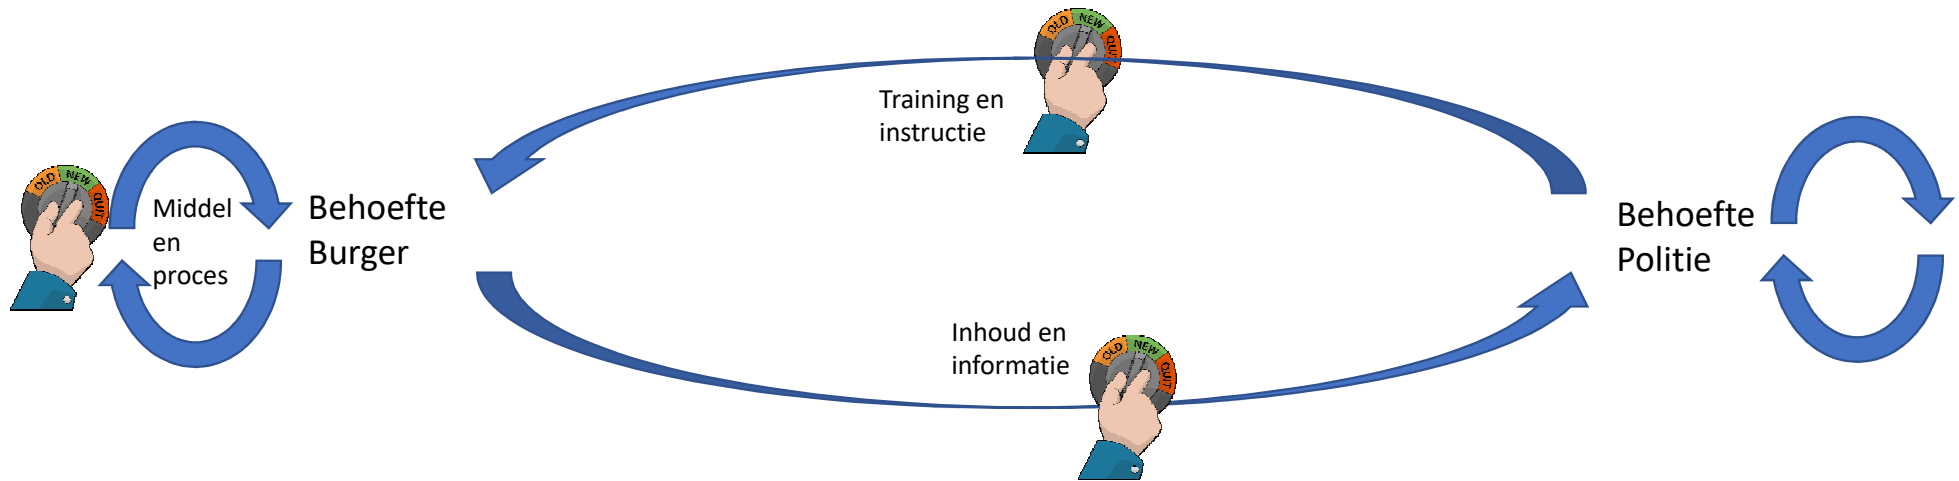 OLD NEW QUIT
Training en
instructie
OLD NEW QUIT
Middel
en
proces
Behoefte
Burger
Behoefte
Politie
Inhoud en
informatie
OLD NEW QUIT